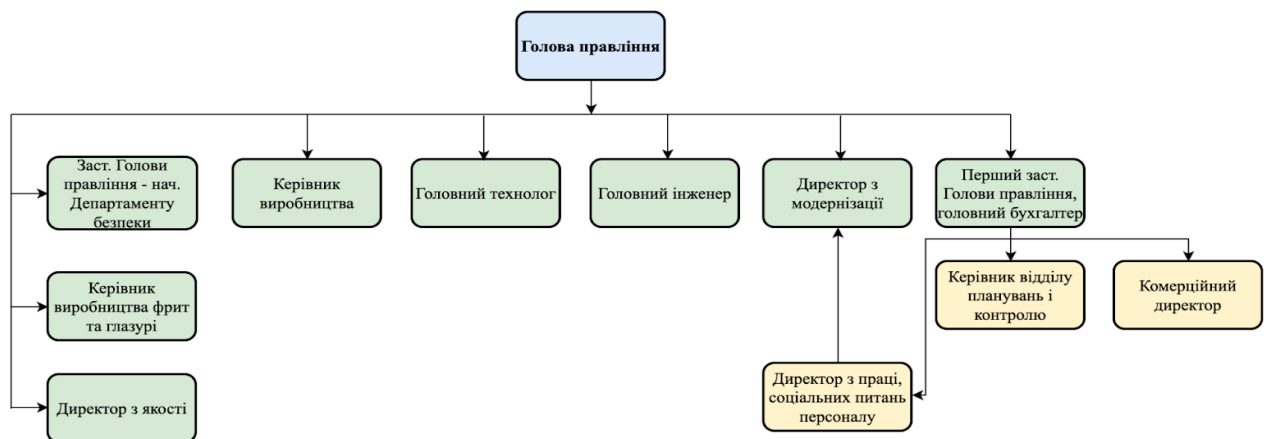 Голова правління
Заст. Голови
правління - нач.
Департаменту
безпеки
Керівник
виробництва
Головний технолог
Головний інженер
Директор з
модернізації
Перший заст.
Голови правління,
головний бухгалтер
Керівник
виробництва фрит
та глазурі
Керівник відділу
планувань і
контролю
Комерційний
директор
Директор з якості
Директор з праці,
соціальних питань
персоналу